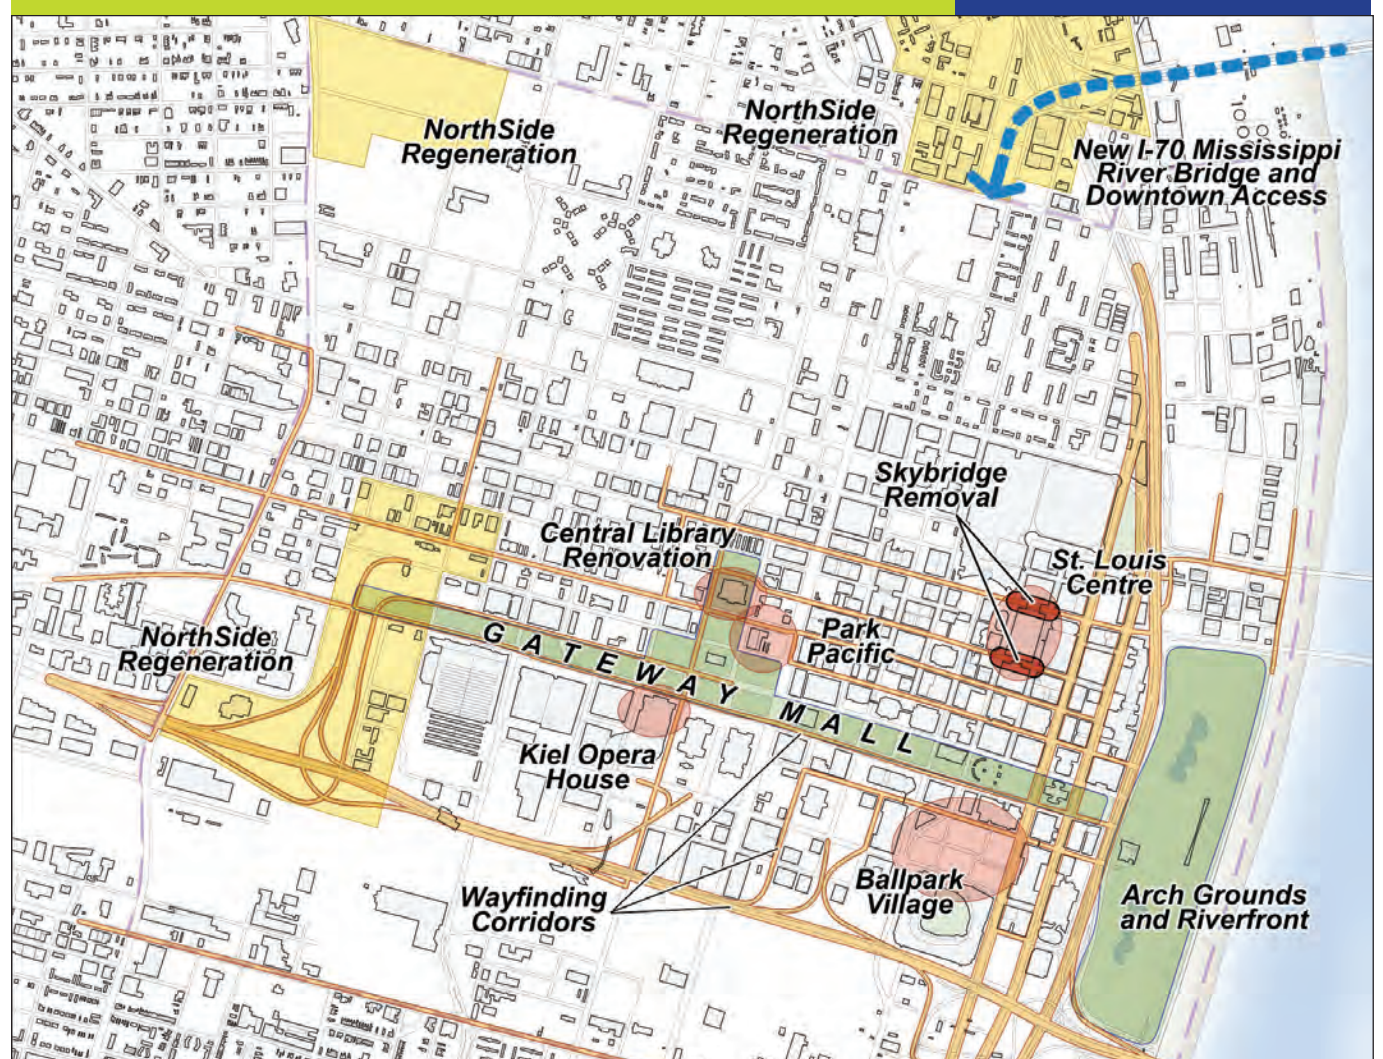 NorthSide
Regeneration
NorthSide
Regeneration
New I-70 Mississippi
River Bridge and
Downtown Access
Skybridge
Removal
Central Library
Renovation
St. Louis
Centre
NorthSide
Regeneration
Park
Pacific
GATEWAY MALL
Kiel Opera
House
Wayfinding
Corridors
Ballpark
Village
Arch Grounds
and Riverfront